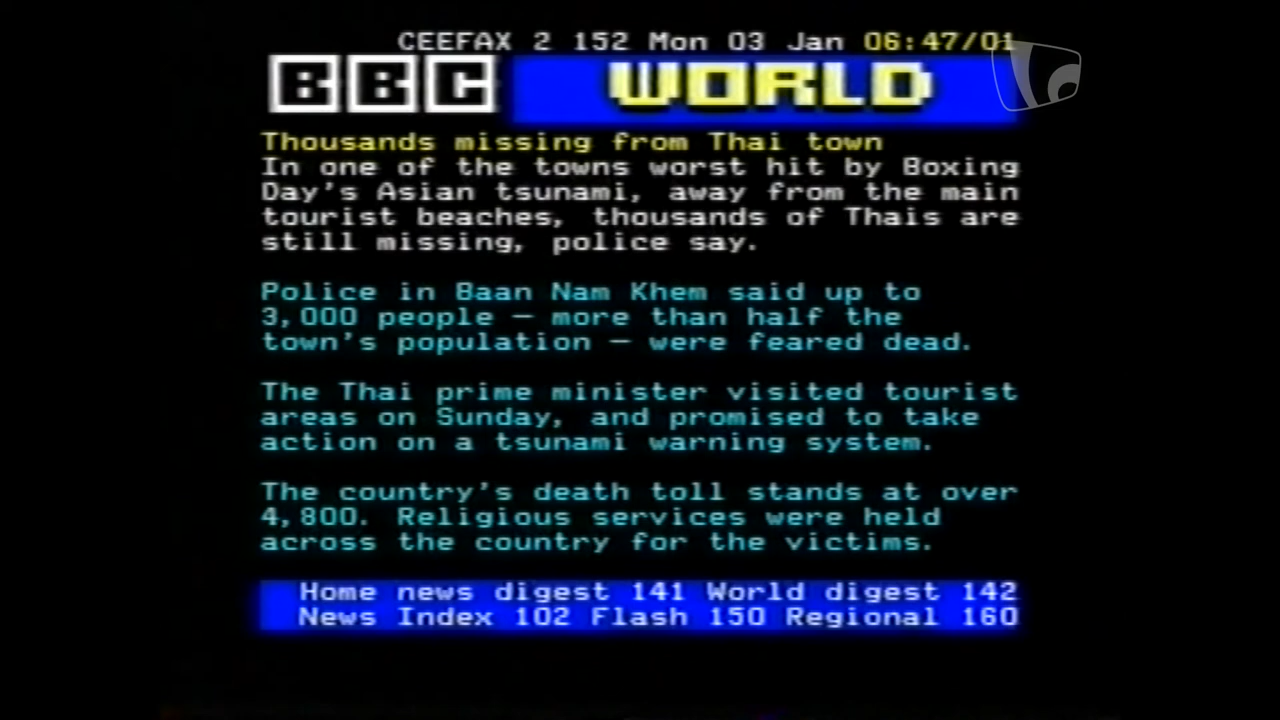 CEEFAX 2 152 Mon 03 Jan 06:47/01
BBC WORLD
Thousands missing from Thai town
In one of the towns worst hit by Boxing
Day's Asian tsunami, away from the main
tourist beaches, thousands of Thais are
still missing, police say.
Police in Baan Nam Khem said up to
3,000 people – more than half the
town's population – were feared dead.
The Thai prime minister visited tourist
areas on Sunday, and promised to take
action on a tsunami warning system.
The country's death toll stands at over
4,800. Religious services were held
across the country for the victims.
Home news digest 141 World digest 142
News Index 102 Flash 150 Regional 160